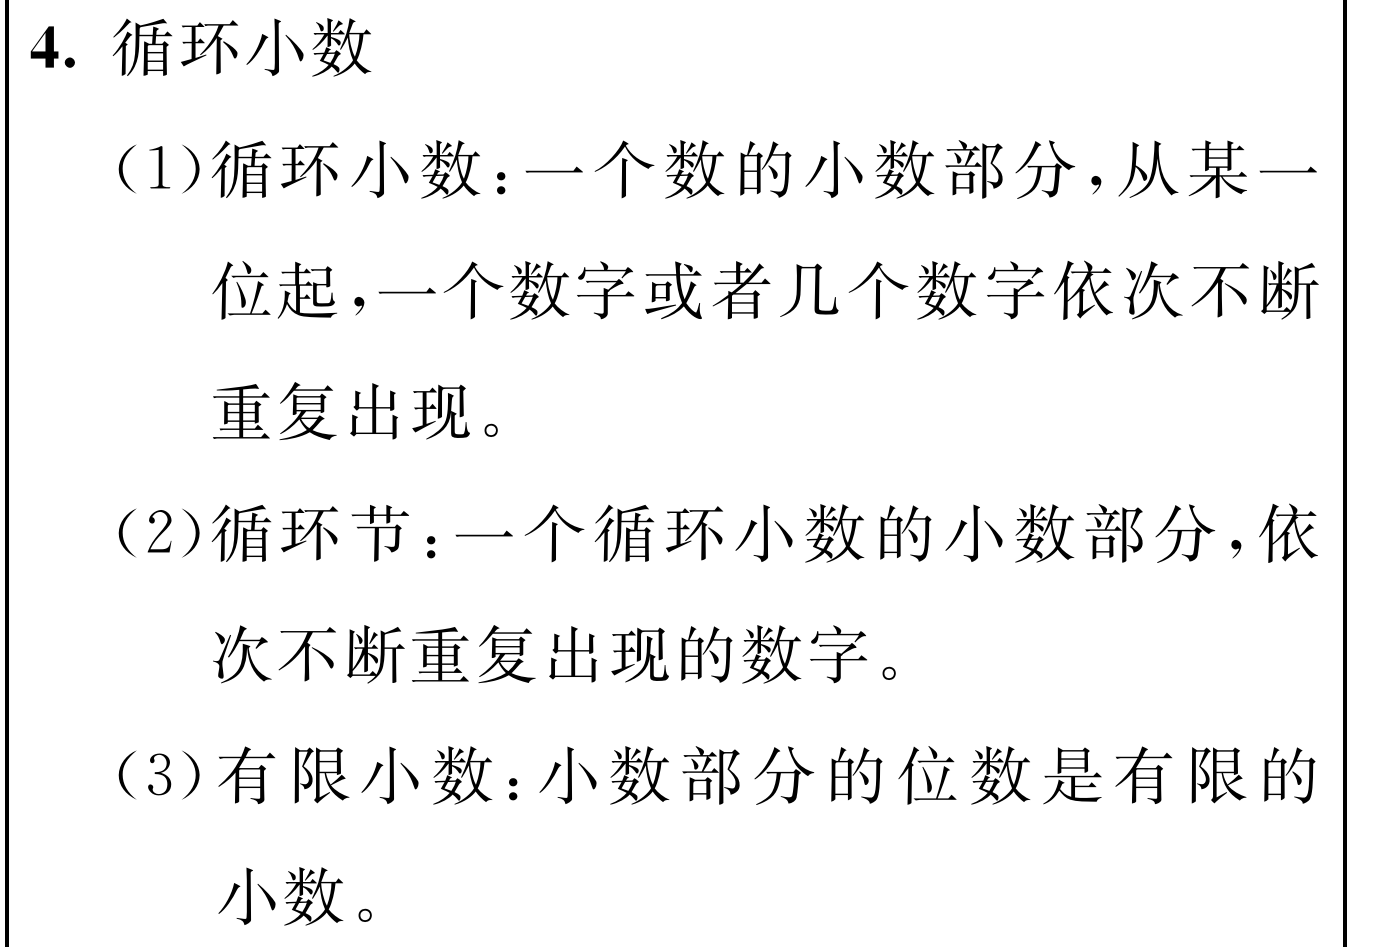 4. 循环小数
(1)循环小数:一个数的小数部分,从某一
位起,一个数字或者几个数字依次不断
重复出现。
(2)循环节:一个循环小数的小数部分,依
次不断重复出现的数字。
(3)有限小数:小数部分的位数是有限的
小数。